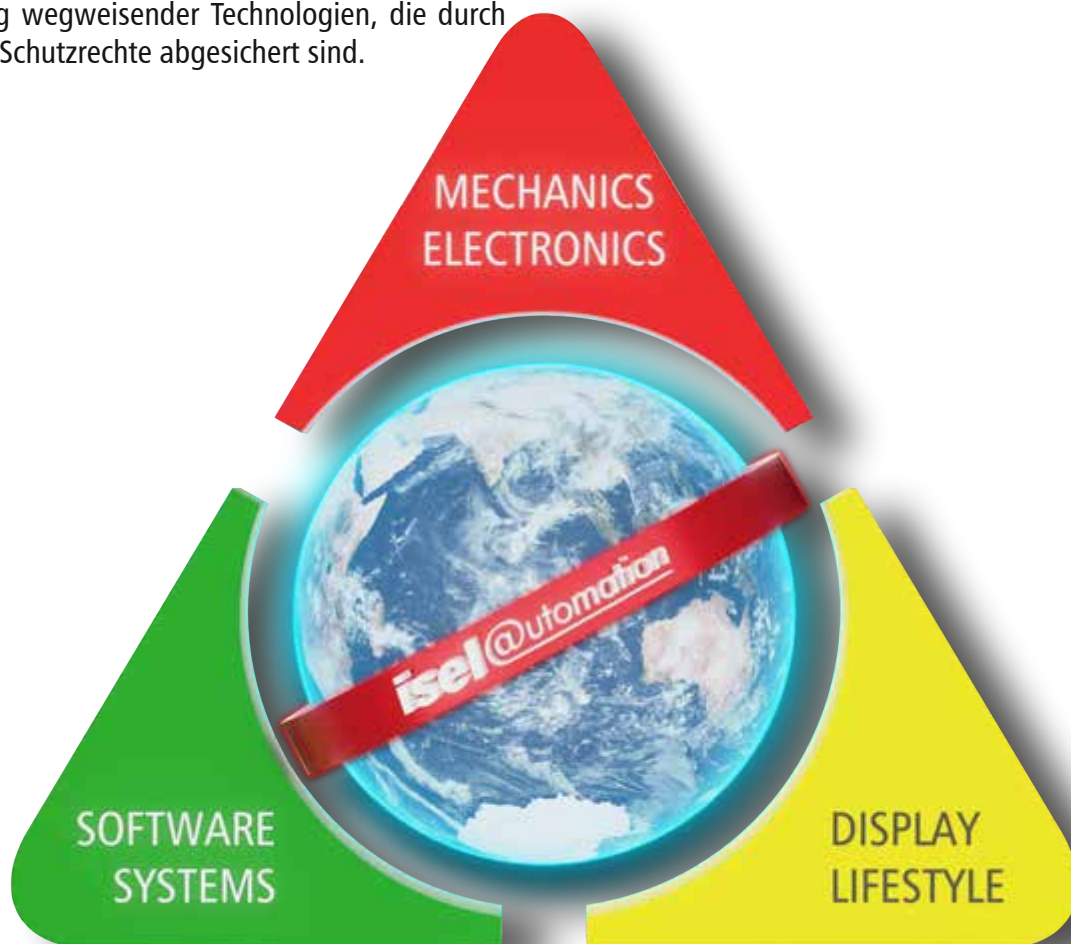 g wegweisender Technologien, die durch
Schutzrechte abgesichert sind.
MECHANICS
ELECTRONICS
isel@utomation
SOFTWARE
SYSTEMS
DISPLAY
LIFESTYLE